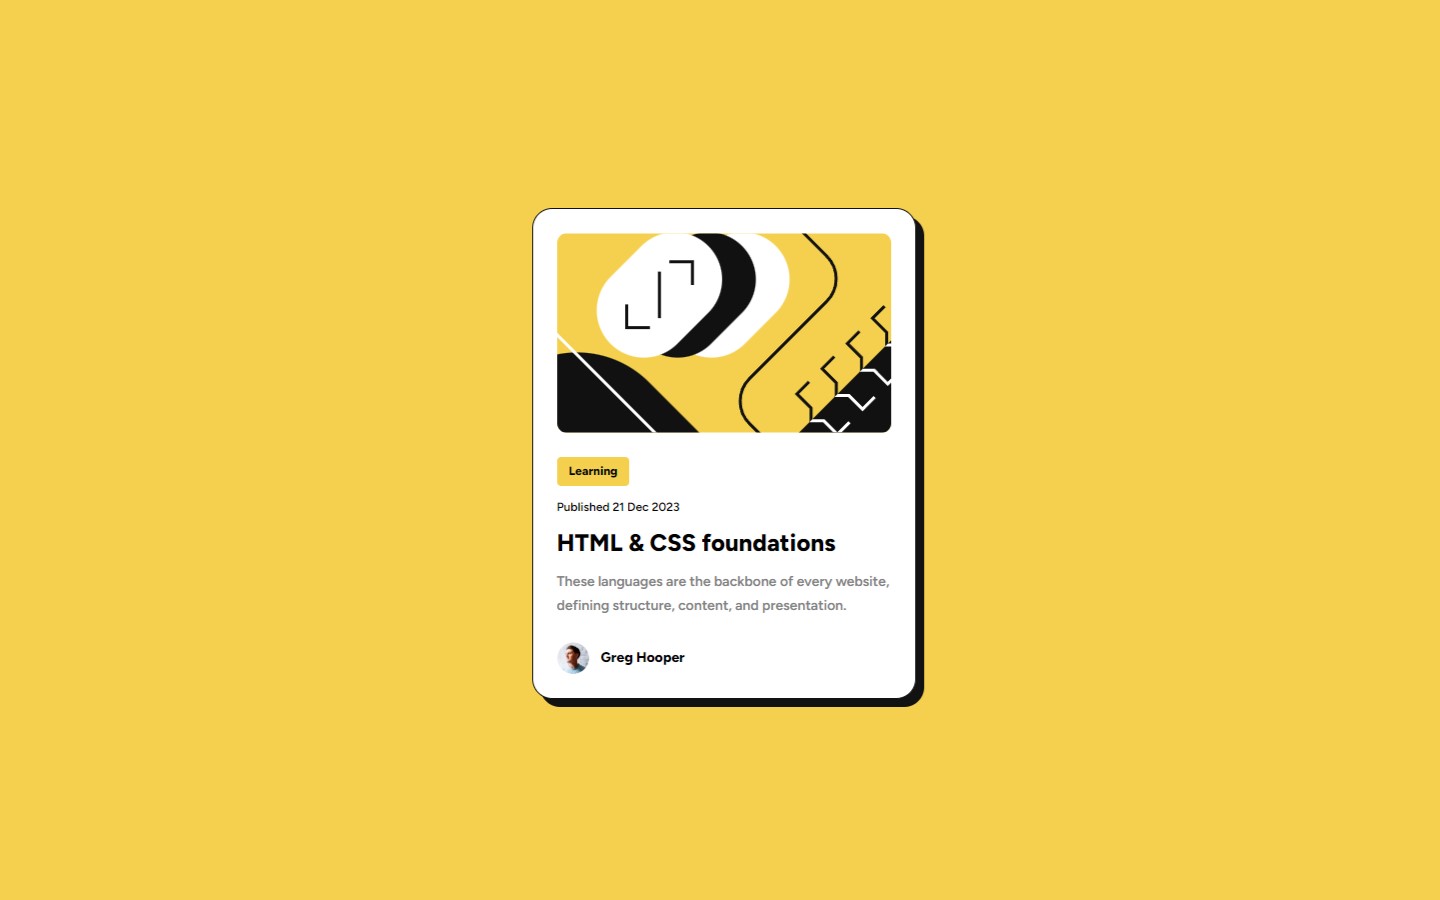 Learning
Published 21 Dec 2023
HTML & CSS foundations
These languages are the backbone of every website,
defining structure, content, and presentation.
Greg Hooper